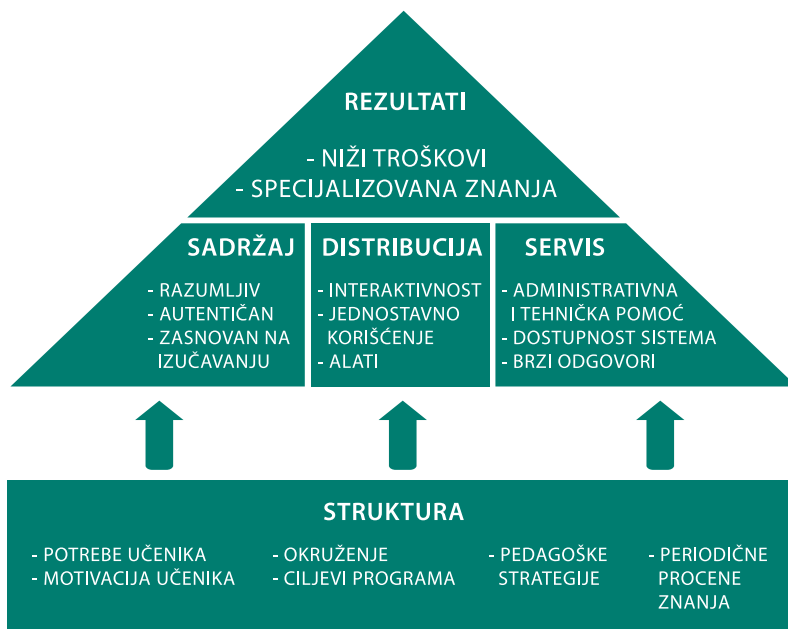 REZULTATI
- NIŽI TROŠKOVI
- SPECIJALIZOVANA ZNANJA
SADRŽAJ
- RAZUMLJIV
- AUTENTIČAN
- ZASNOVAN NA
IZUČAVANJU
DISTRIBUCIJA
- INTERAKTIVNOST
- JEDNOSTAVNO
KORIŠĆENJE
- ALATI
SERVIS
- ADMINISTRATIVNA
I TEHNIČKA POMOĆ
- DOSTUPNOST SISTEMA
- BRZI ODGOVORI
STRUKTURA
- POTREBE UČENIKA
- MOTIVACIJA UČENIKA
- OKRUŽENJE
- CILJEVI PROGRAMA
- PEDAGOŠKE
STRATEGIJE
- PERIODIČNE
PROCENE
ZNANJA